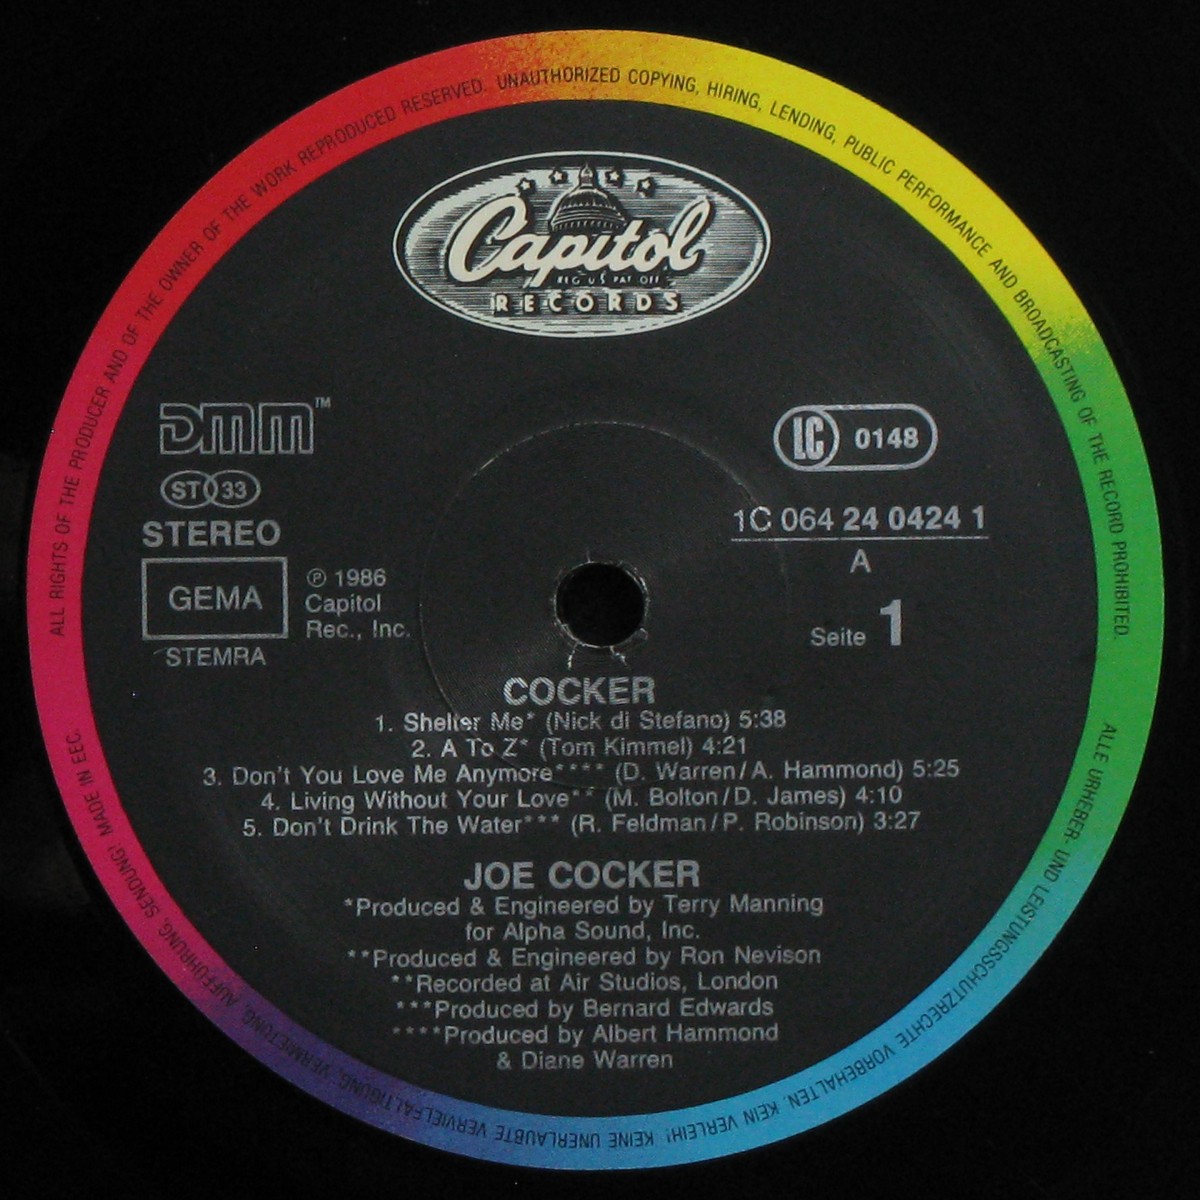 ALL RIGHTS OF THE PRODUCER AND OF THE OWNER OF THE WORK REPRODUCED RESERVED. UNAUTHORIZED COPYING, HIRING, LENDING, PUBLIC PERFORMANCE AND BROADCASTING OF THE RECORD PROHIBITED.
Capitol
REG U S PAT OFF
RECORDS
DMM™
LC 0148
ST 33
STEREO
1C 064 24 0424 1
A
GEMA
STEMRA
℗ 1986
Capitol
Rec., Inc.
Seite 1
COCKER
1. Shelter Me* (Nick di Stefano) 5:38
2. A To Z* (Tom Kimmel) 4:21
3. Don't You Love Me Anymore**** (D. Warren/A. Hammond) 5:25
4. Living Without Your Love** (M. Bolton/D. James) 4:10
5. Don't Drink The Water*** (R. Feldman/P. Robinson) 3:27
JOE COCKER
*Produced & Engineered by Terry Manning
for Alpha Sound, Inc.
**Produced & Engineered by Ron Nevison
**Recorded at Air Studios, London
***Produced by Bernard Edwards
****Produced by Albert Hammond
& Diane Warren
ALLE URHEBER- UND LEISTUNGSSCHUTZRECHTE VORBEHALTEN. KEIN VERLEIH! KEINE UNERLAUBTE VERVIELFÄLTIGUNG, VERMIETUNG, AUFFÜHRUNG, SENDUNG! MADE IN EEC.